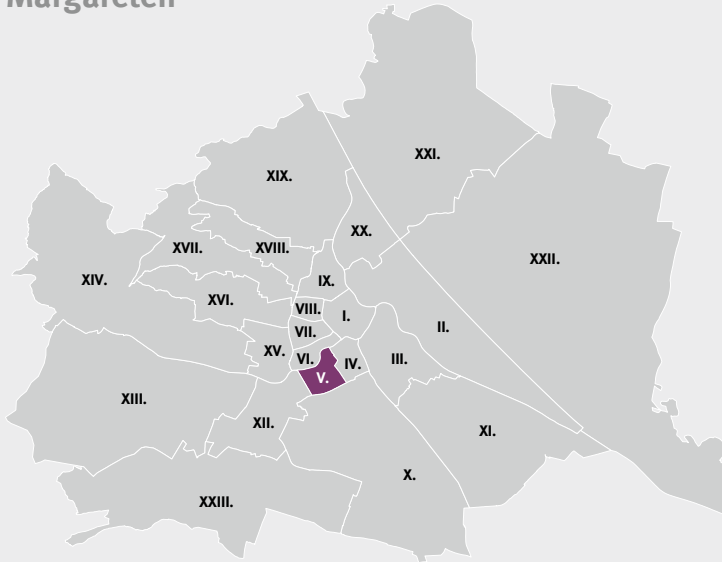 Margareten
XXI.
XIX.
XX.
XVII.
XVIII.
XXII.
XIV.
IX.
XVI.
VIII.
I.
II.
VII.
XV.
VI.
IV.
III.
V.
XIII.
XII.
XI.
X.
XXIII.